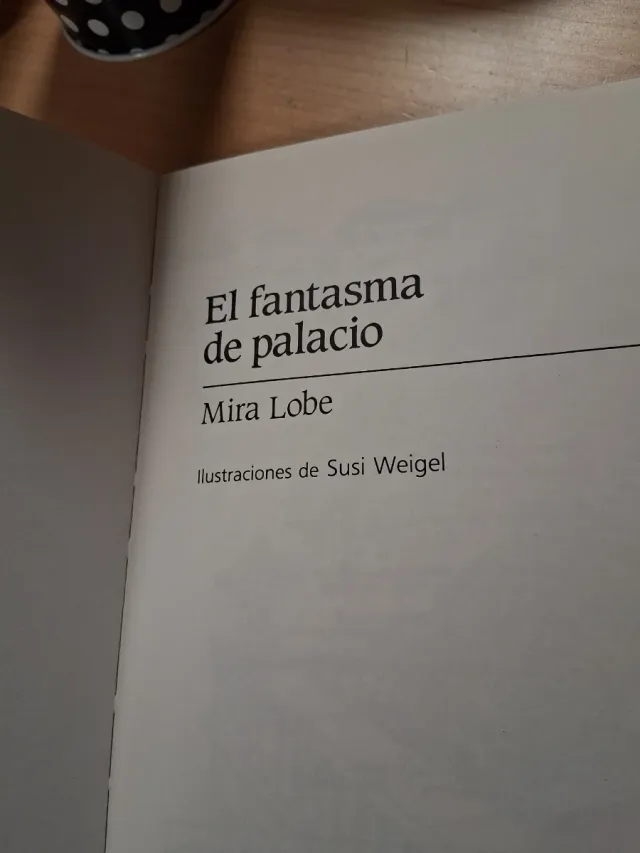 El fantasma
de palacio
Mira Lobe
Ilustraciones de Susi Weigel